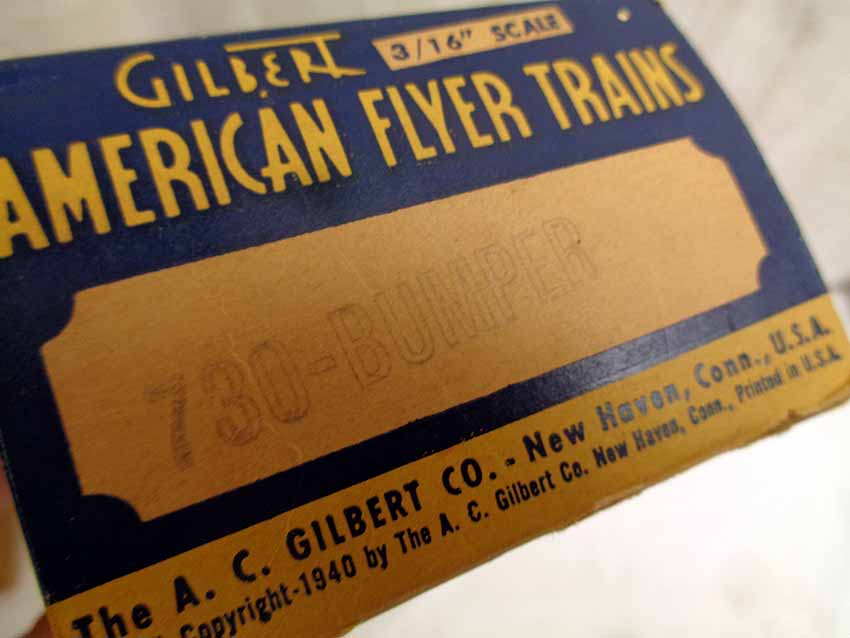 GILBERT 3/16" SCALE
AMERICAN FLYER TRAINS
730-BUMPER
The A. C. GILBERT CO. - New Haven, Conn., U.S.A.
Copyright-1940 by The A. C. Gilbert Co. New Haven, Conn., Printed in U.S.A.